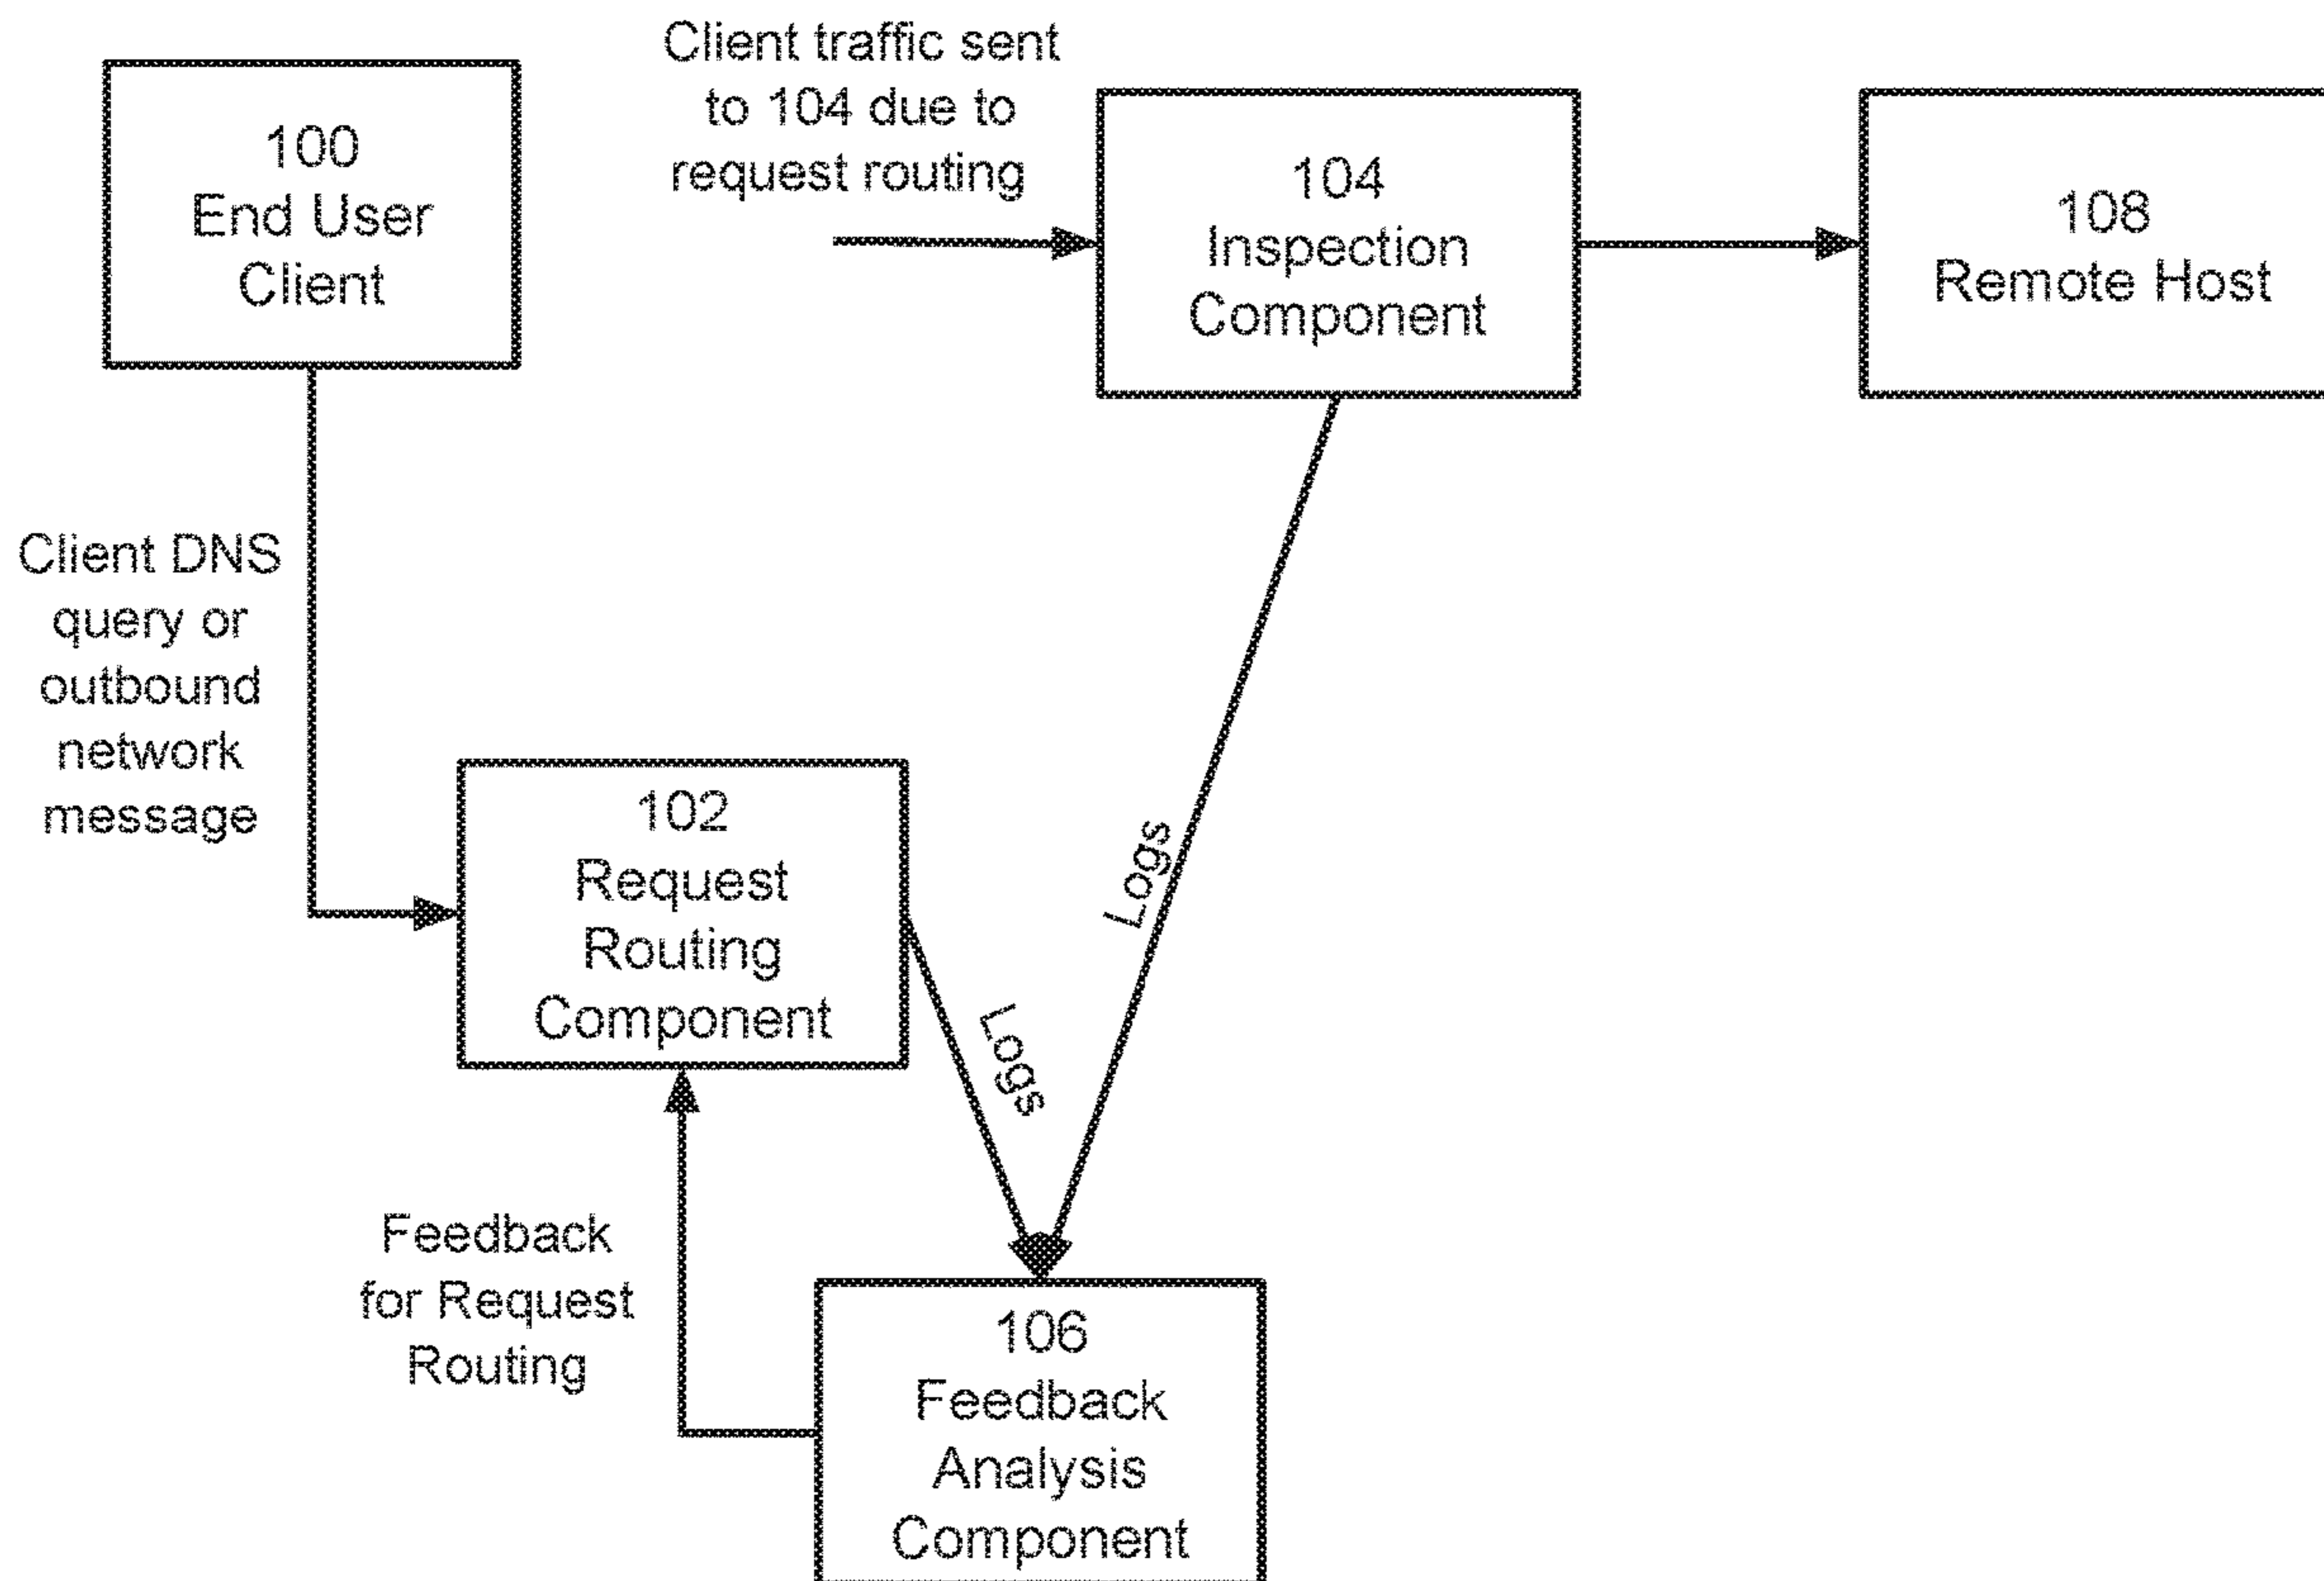 100
End User
Client
Client traffic sent
to 104 due to
request routing
104
Inspection
Component
108
Remote Host
Client DNS
query or
outbound
network
message
102
Request
Routing
Component
Logs
Logs
Feedback
for Request
Routing
106
Feedback
Analysis
Component